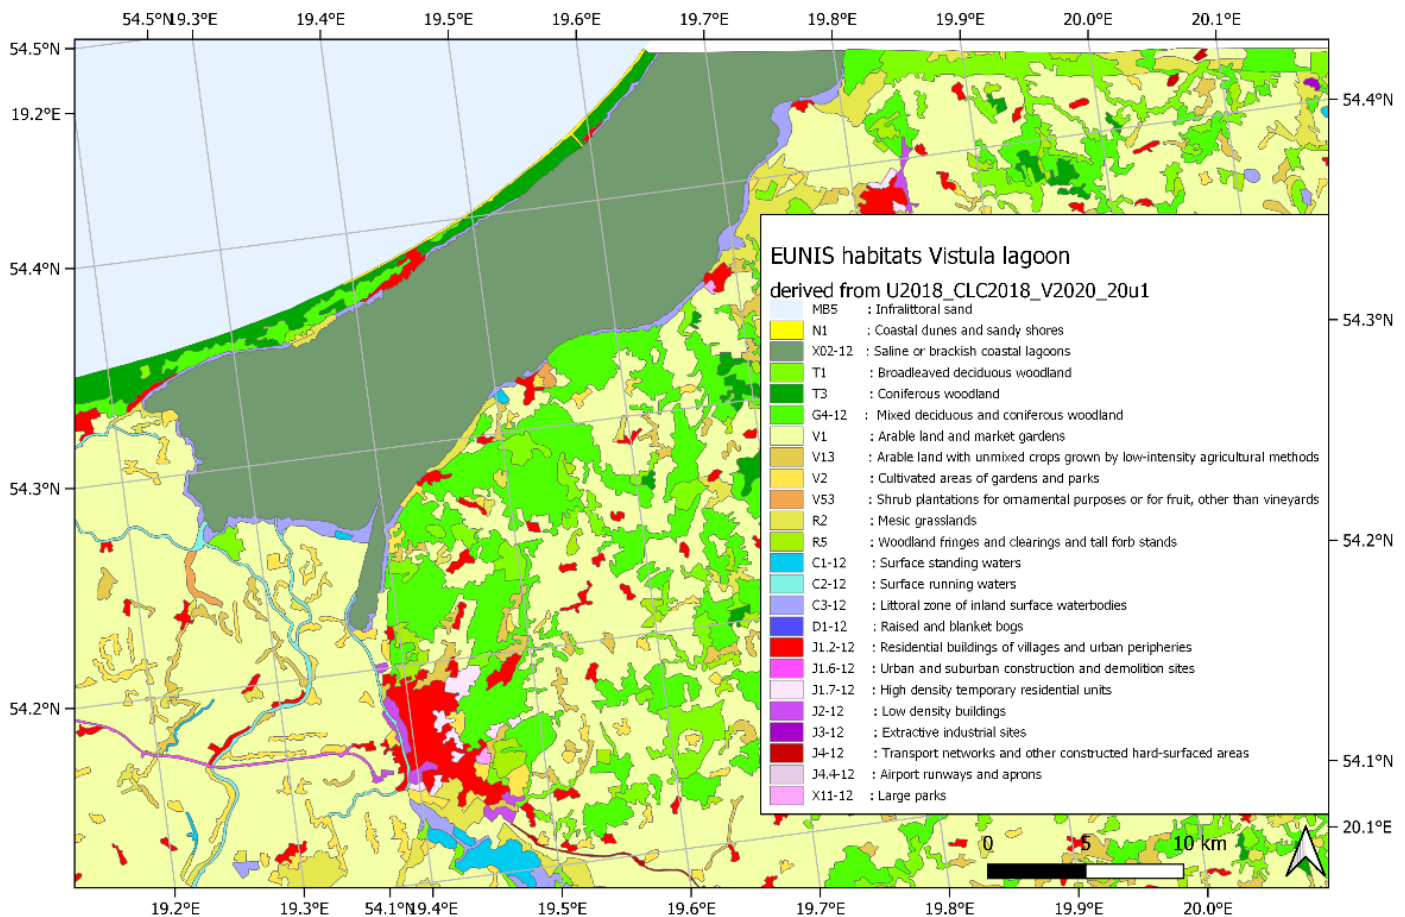 54.5°N 19.3°E 19.4°E 19.5°E 19.6°E 19.7°E 19.8°E 19.9°E 20.0°E 20.1°E
54.5°N
19.2°E
54.4°N
54.3°N
54.2°N
54.4°N
54.3°N
54.2°N
54.1°N
20.1°E
EUNIS habitats Vistula lagoon
derived from U2018_CLC2018_V2020_20u1
MB5 : Infralittoral sand
N1 : Coastal dunes and sandy shores
X02-12 : Saline or brackish coastal lagoons
T1 : Broadleaved deciduous woodland
T3 : Coniferous woodland
G4-12 : Mixed deciduous and coniferous woodland
V1 : Arable land and market gardens
V13 : Arable land with unmixed crops grown by low-intensity agricultural methods
V2 : Cultivated areas of gardens and parks
V53 : Shrub plantations for ornamental purposes or for fruit, other than vineyards
R2 : Mesic grasslands
R5 : Woodland fringes and clearings and tall forb stands
C1-12 : Surface standing waters
C2-12 : Surface running waters
C3-12 : Littoral zone of inland surface waterbodies
D1-12 : Raised and blanket bogs
J1.2-12 : Residential buildings of villages and urban peripheries
J1.6-12 : Urban and suburban construction and demolition sites
J1.7-12 : High density temporary residential units
J2-12 : Low density buildings
J3-12 : Extractive industrial sites
J4-12 : Transport networks and other constructed hard-surfaced areas
J4.4-12 : Airport runways and aprons
X11-12 : Large parks
0 5 10 km
19.2°E 19.3°E 54.1°N 19.4°E 19.5°E 19.6°E 19.7°E 19.8°E 19.9°E 20.0°E